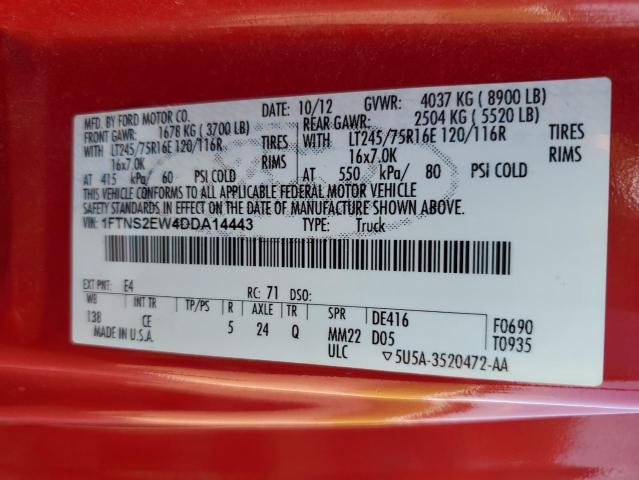 MFD. BY FORD MOTOR CO. DATE: 10/12 GVWR: 4037 KG ( 8900 LB)
FRONT GAWR: 1678 KG ( 3700 LB) REAR GAWR: 2504 KG ( 5520 LB)
WITH LT245/75R16E 120/116R TIRES WITH LT245/75R16E 120/116R TIRES
16x7.0K RIMS 16x7.0K RIMS
AT 415 kPa/ 60 PSI COLD AT 550 kPa/ 80 PSI COLD
THIS VEHICLE CONFORMS TO ALL APPLICABLE FEDERAL MOTOR VEHICLE
SAFETY STANDARDS IN EFFECT ON THE DATE OF MANUFACTURE SHOWN ABOVE.
VIN: 1FTNS2EW4DDA14443 TYPE: Truck
EXT PNT: E4 RC: 71 DSO:
WB INT TR TP/PS R AXLE TR SPR DE416 F0690
138 CE 5 24 Q MM22 D05 T0935
MADE IN U.S.A. ULC ▽5U5A-3520472-AA